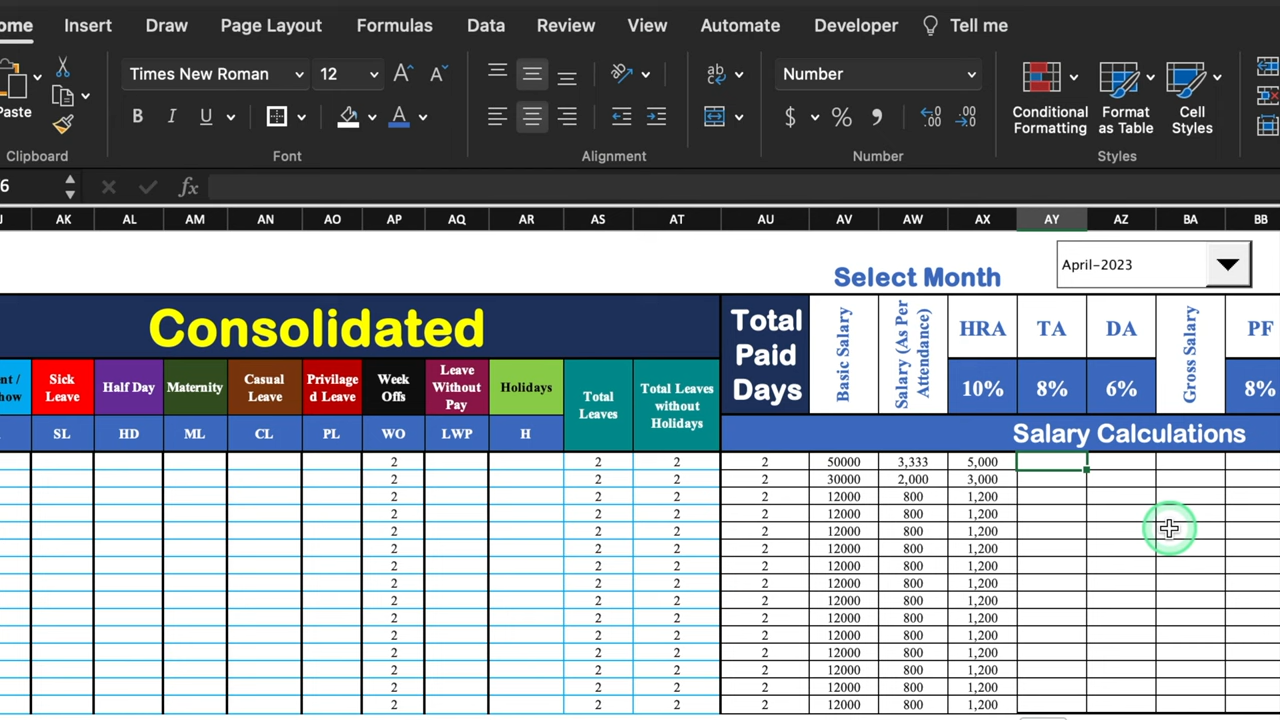 ome Insert Draw Page Layout Formulas Data Review View Automate Developer Tell me
Times New Roman 12 Number
Paste
B I U
$ % 9
Conditional Formatting
Format as Table
Cell Styles
Clipboard Font Alignment Number Styles
6 fx
AK AL AM AN AO AP AQ AR AS AT AU AV AW AX AY AZ BA BB
Select Month April-2023
Consolidated
Total Paid Days
Basic Salary
Salary (As Per Attendance)
HRA TA DA
Gross Salary
PF
10% 8% 6% 8%
Sick Leave
Half Day
Maternity
Casual Leave
Privilage d Leave
Week Offs
Leave Without Pay
Holidays
Total Leaves
Total Leaves without Holidays
SL HD ML CL PL WO LWP H
Salary Calculations
2 2 2 2 50000 3,333 5,000
2 2 2 2 30000 2,000 3,000
2 2 2 2 12000 800 1,200
2 2 2 2 12000 800 1,200
2 2 2 2 12000 800 1,200
2 2 2 2 12000 800 1,200
2 2 2 2 12000 800 1,200
2 2 2 2 12000 800 1,200
2 2 2 2 12000 800 1,200
2 2 2 2 12000 800 1,200
2 2 2 2 12000 800 1,200
2 2 2 2 12000 800 1,200
2 2 2 2 12000 800 1,200
2 2 2 2 12000 800 1,200
2 2 2 2 12000 800 1,200